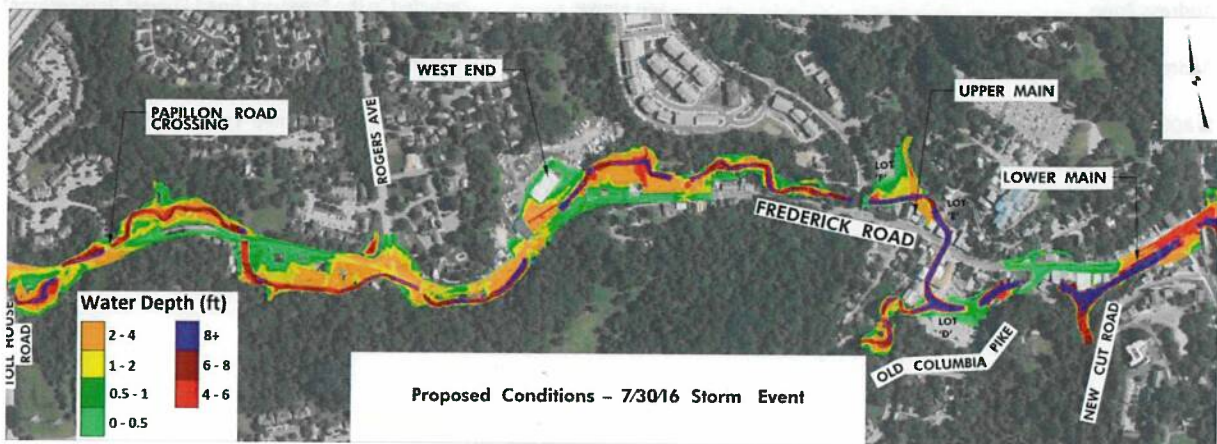 WEST END
UPPER MAIN
PAPILLON ROAD
CROSSING
ROGERS AVE
LOT
'F'
LOWER MAIN
LOT
'E'
FREDERICK ROAD
Water Depth (ft)
2 - 4
8+
1 - 2
6 - 8
0.5 - 1
4 - 6
0 - 0.5
TOLL HOUSE
ROAD
LOT
'D'
OLD COLUMBIA PIKE
NEW CUT ROAD
Proposed Conditions – 7/30/16 Storm Event